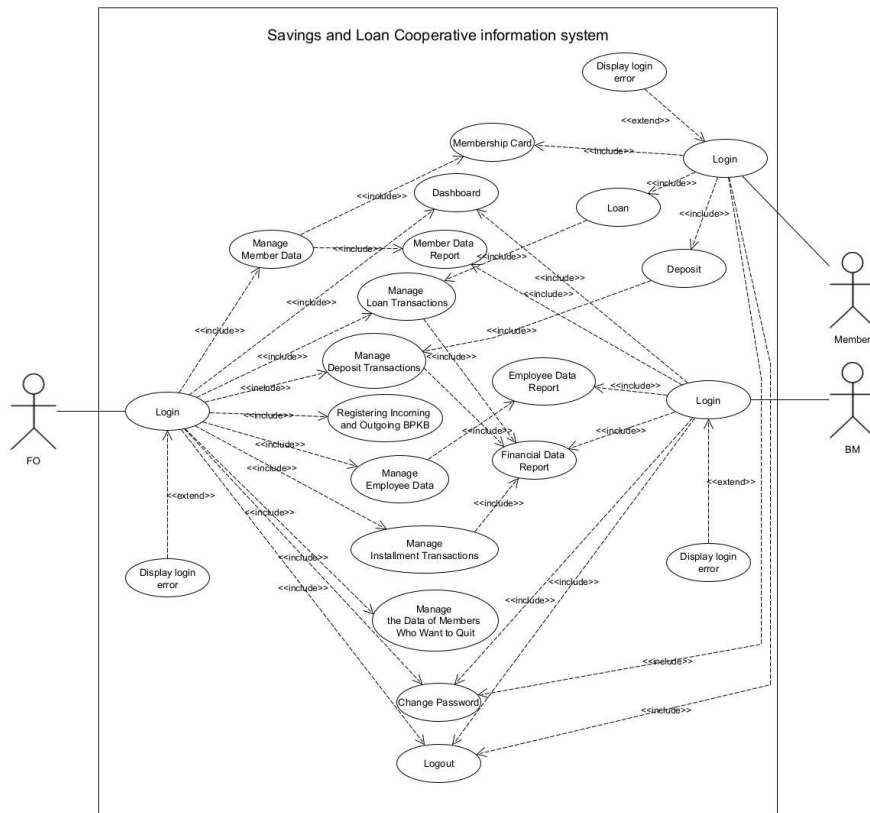 Savings and Loan Cooperative information system
Display login
error
<<extend>>
Membership Card
<<include>>
Login
<<include>>
<<include>>
Dashboard
Loan
<<include>>
Manage
Member Data
<<include>>
Member Data
Report
<<include>>
Deposit
<<include>>
<<include>>
Manage
Loan Transactions
<<include>>
Member
<<include>>
<<include>>
<<include>>
Manage
Deposit Transactions
<<include>>
Employee Data
Report
<<include>>
<<include>>
Login
FO
Login
<<include>>
Registering Incoming
and Outgoing BPKB
<<include>>
<<include>>
BM
<<include>>
Manage
Employee Data
Financial Data
Report
<<extend>>
<<extend>>
<<include>>
<<include>>
<<include>>
Manage
Installment Transactions
Display login
error
Display login
error
<<include>>
<<include>>
<<include>>
<<include>>
Manage
the Data of Members
Who Want to Quit
<<include>>
Change Password
<<include>>
Logout